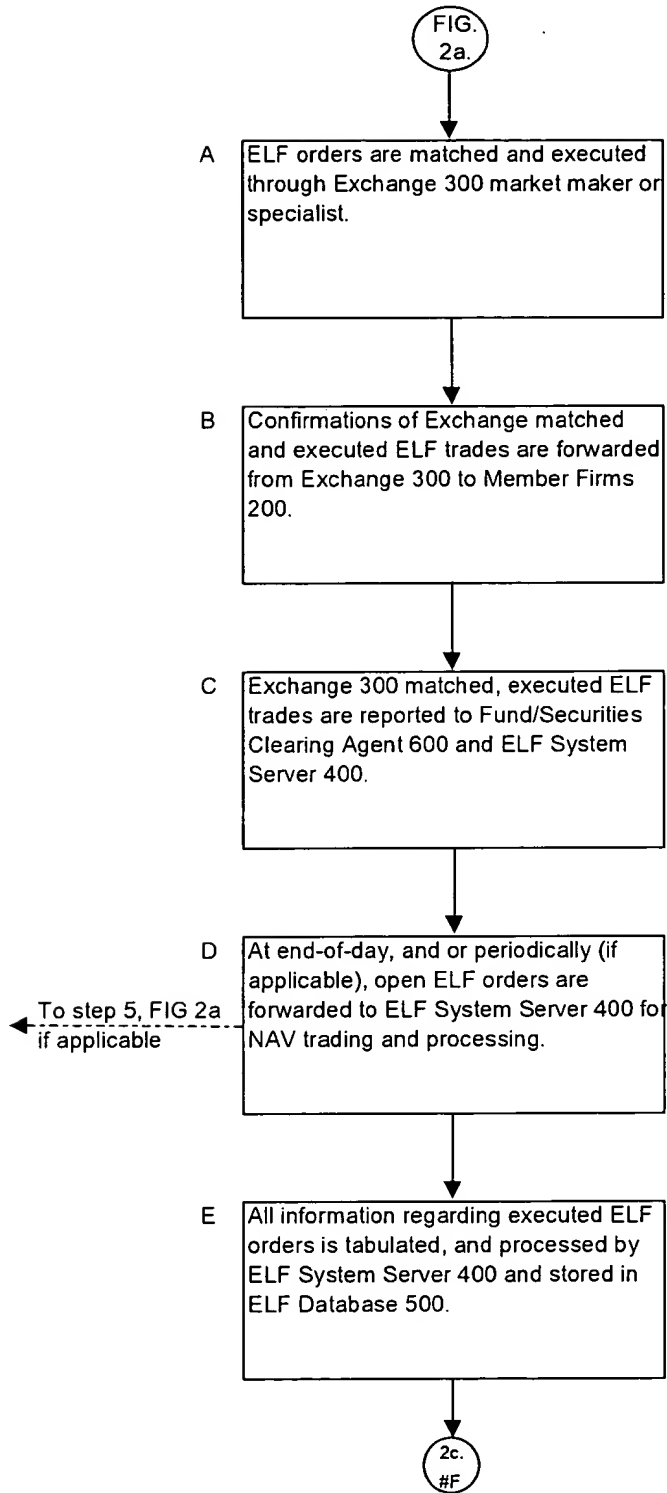 FIG.
2a.
A
ELF orders are matched and executed
through Exchange 300 market maker or
specialist.
B
Confirmations of Exchange matched
and executed ELF trades are forwarded
from Exchange 300 to Member Firms
200.
C
Exchange 300 matched, executed ELF
trades are reported to Fund/Securities
Clearing Agent 600 and ELF System
Server 400.
D
At end-of-day, and or periodically (if
applicable), open ELF orders are
forwarded to ELF System Server 400 for
NAV trading and processing.
To step 5, FIG 2a
if applicable
E
All information regarding executed ELF
orders is tabulated, and processed by
ELF System Server 400 and stored in
ELF Database 500.
2c.
#F